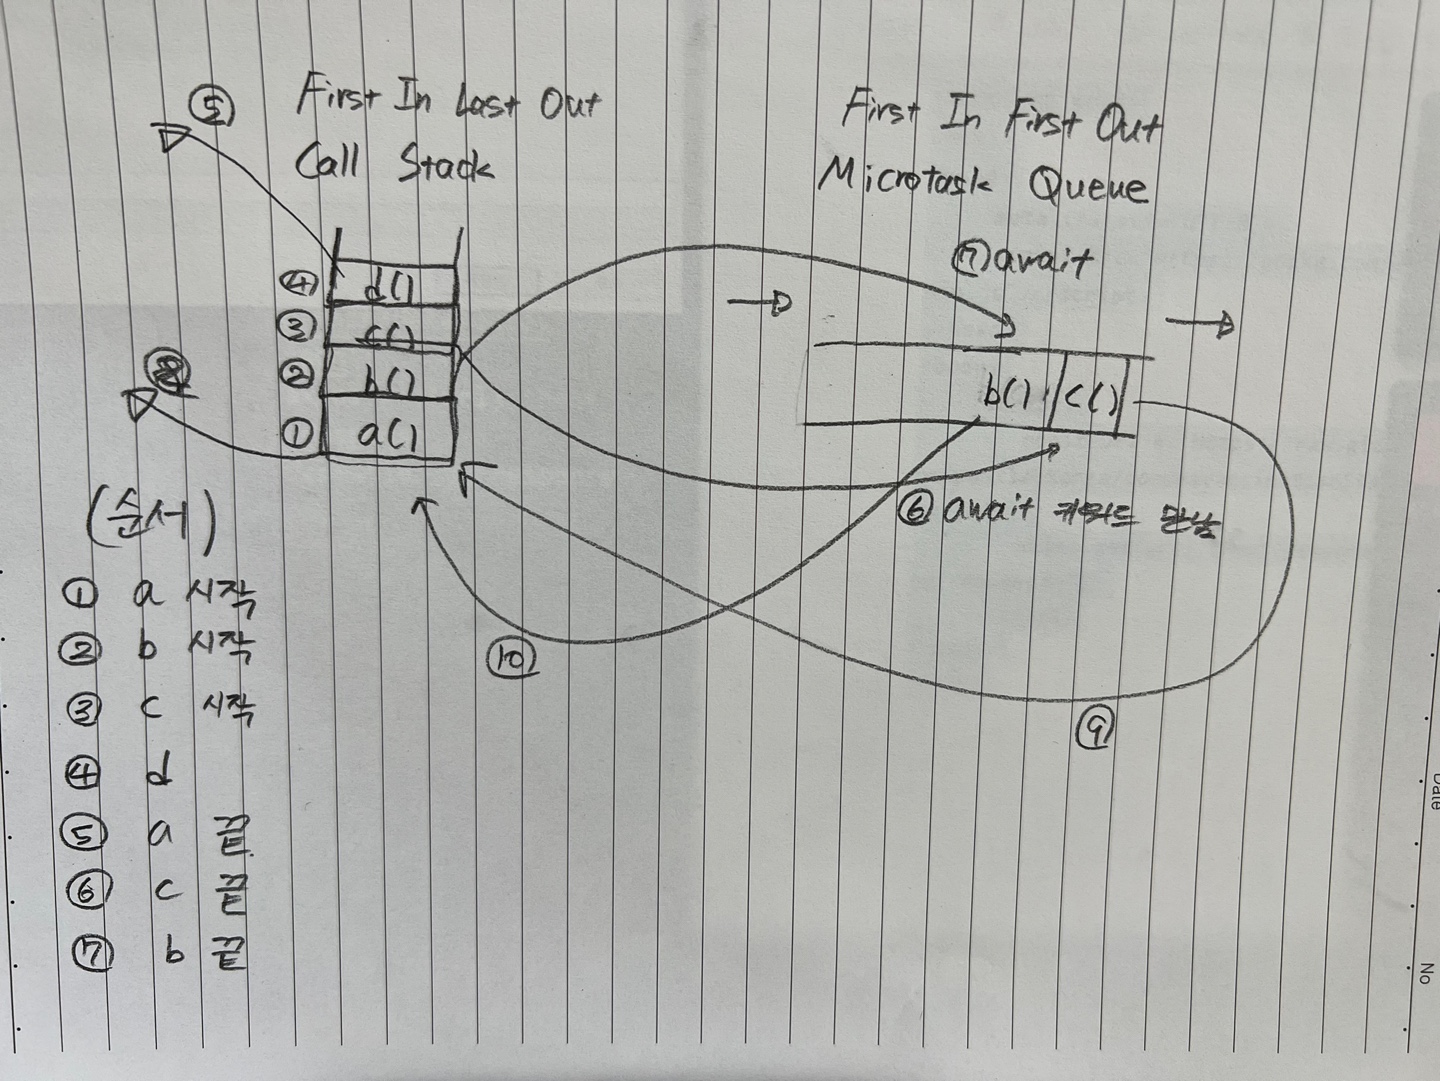 ⑤
First In Last Out
Call Stack
First In First Out
Microtask Queue
⑦ await
④ d()
③ c()
② b()
① a()
b() c()
⑥ await 키워드 만남
⑩
⑨
(순서)
① a 시작
② b 시작
③ c 시작
④ d
⑤ a 끝
⑥ c 끝
⑦ b 끝
Date
No